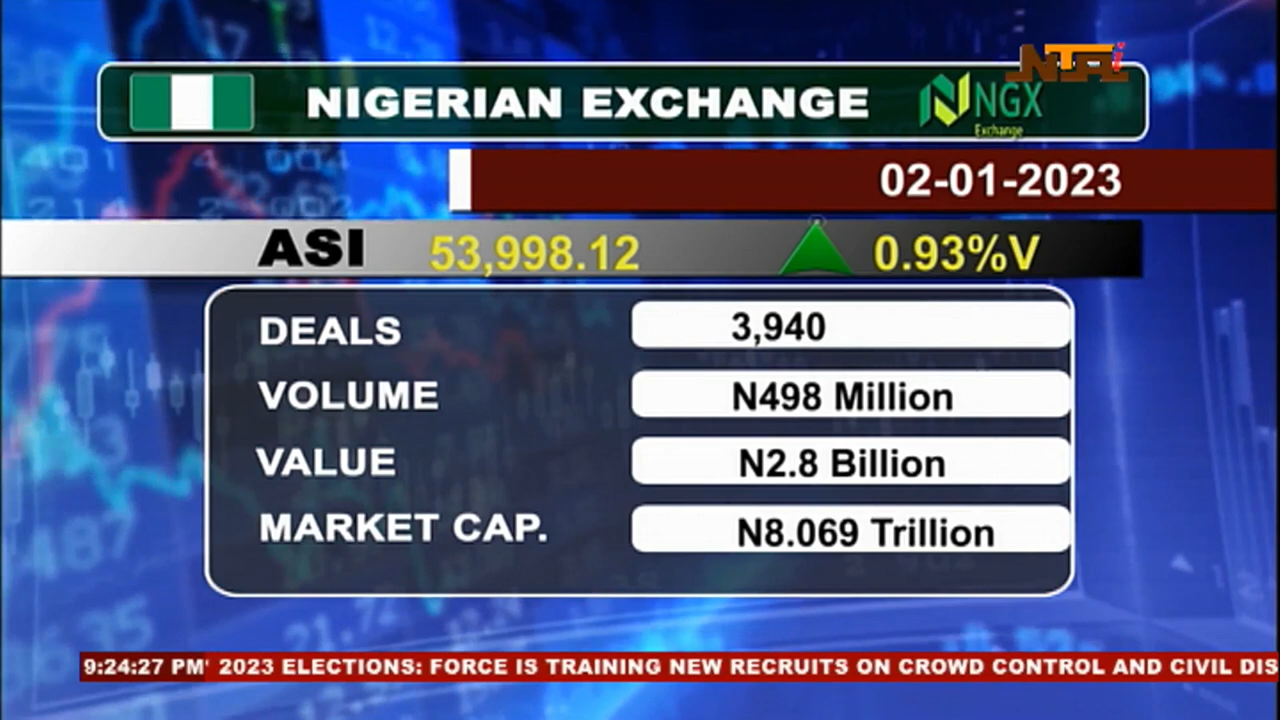 NTAi
NIGERIAN EXCHANGE
NGX
Exchange
02-01-2023
ASI 53,998.12 0.93%V
DEALS 3,940
VOLUME N498 Million
VALUE N2.8 Billion
MARKET CAP. N8.069 Trillion
9:24:27 PM' 2023 ELECTIONS: FORCE IS TRAINING NEW RECRUITS ON CROWD CONTROL AND CIVIL DIS